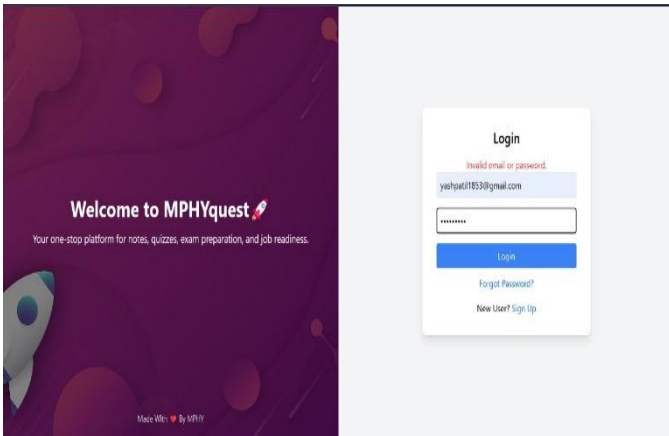 Welcome to MPHYquest 🚀
Your one-stop platform for notes, quizzes, exam preparation, and job readiness.
Made With ❤️ By MPHY
Login
Invalid email or password.
yashpatil1853@gmail.com
•••••••••
Login
Forgot Password?
New User? Sign Up